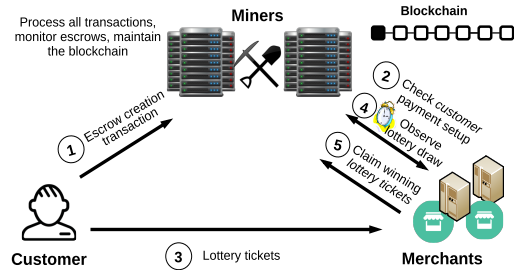 Miners
Blockchain
Process all transactions,
monitor escrows, maintain
the blockchain
2
Check customer
payment setup
4
Observe
lottery draw
1
Escrow creation
transaction
5
Claim winning
lottery tickets
Customer
3
Lottery tickets
Merchants